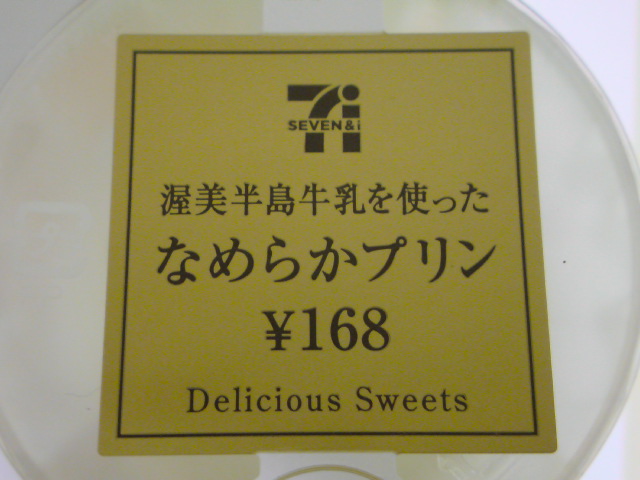 7i
SEVEN&i
渥美半島牛乳を使った
なめらかプリン
¥168
Delicious Sweets